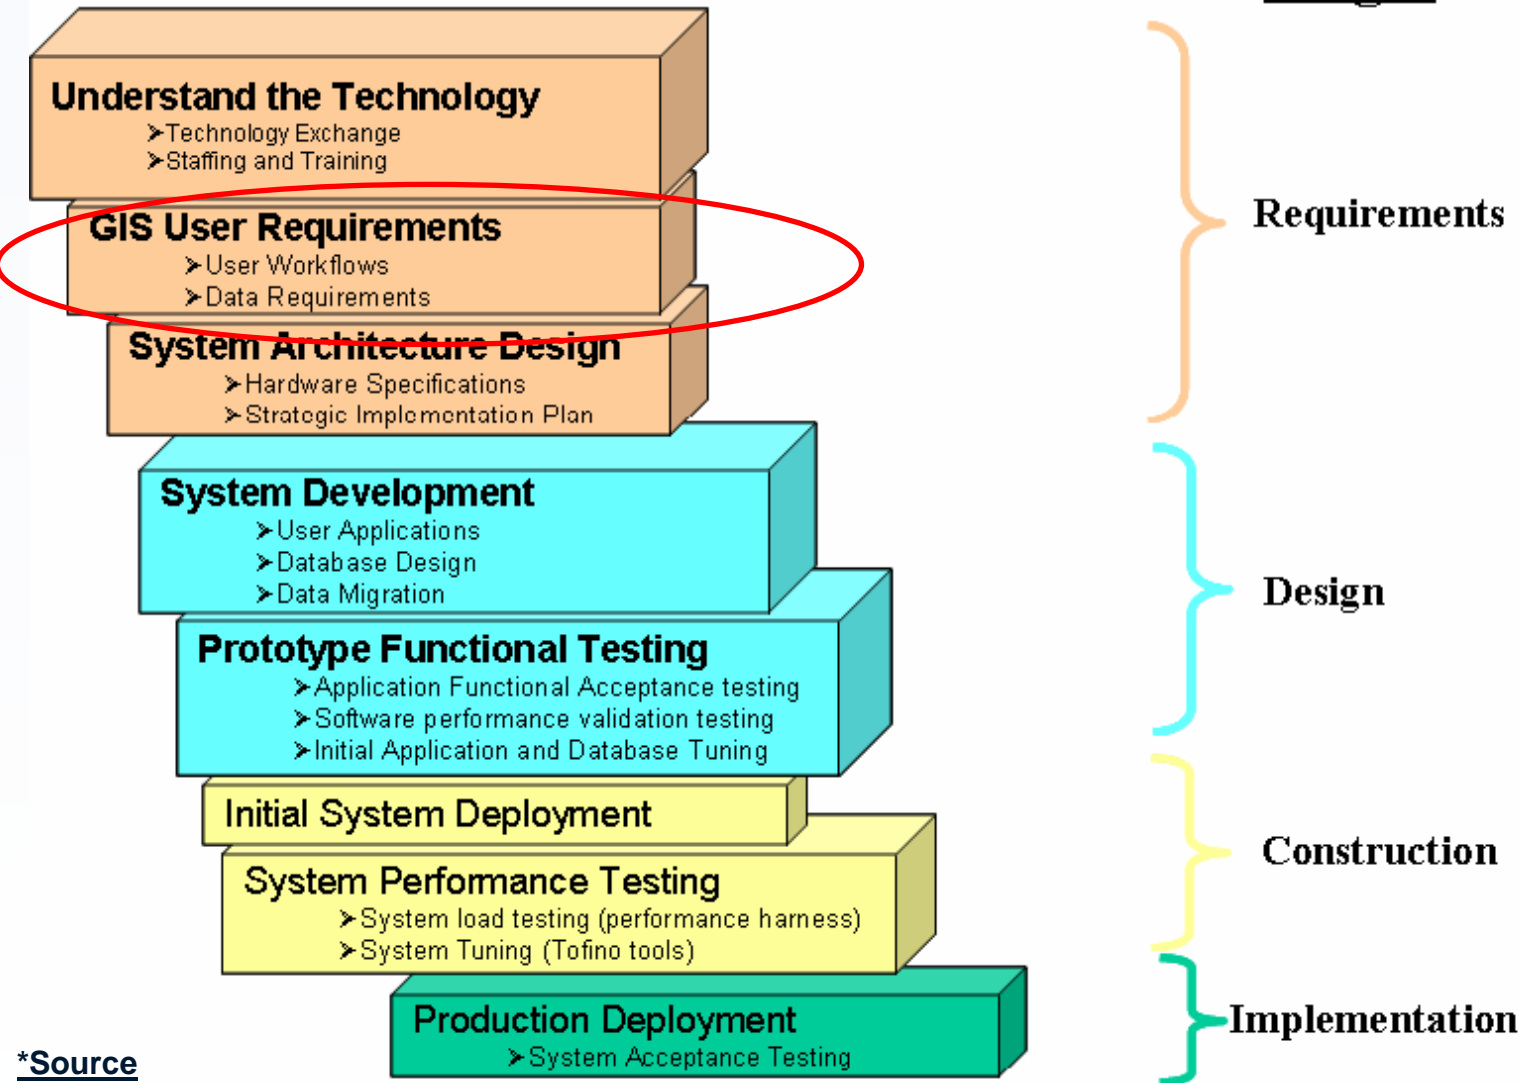 Understand the Technology
➢Technology Exchange
➢Staffing and Training
GIS User Requirements
➢User Workflows
➢Data Requirements
System Architecture Design
➢Hardware Specifications
➢Strategic Implementation Plan
Requirements
System Development
➢User Applications
➢Database Design
➢Data Migration
Design
Prototype Functional Testing
➢Application Functional Acceptance testing
➢Software performance validation testing
➢Initial Application and Database Tuning
Initial System Deployment
Construction
System Performance Testing
➢System load testing (performance harness)
➢System Tuning (Tofino tools)
Production Deployment
➢System Acceptance Testing
Implementation
*Source